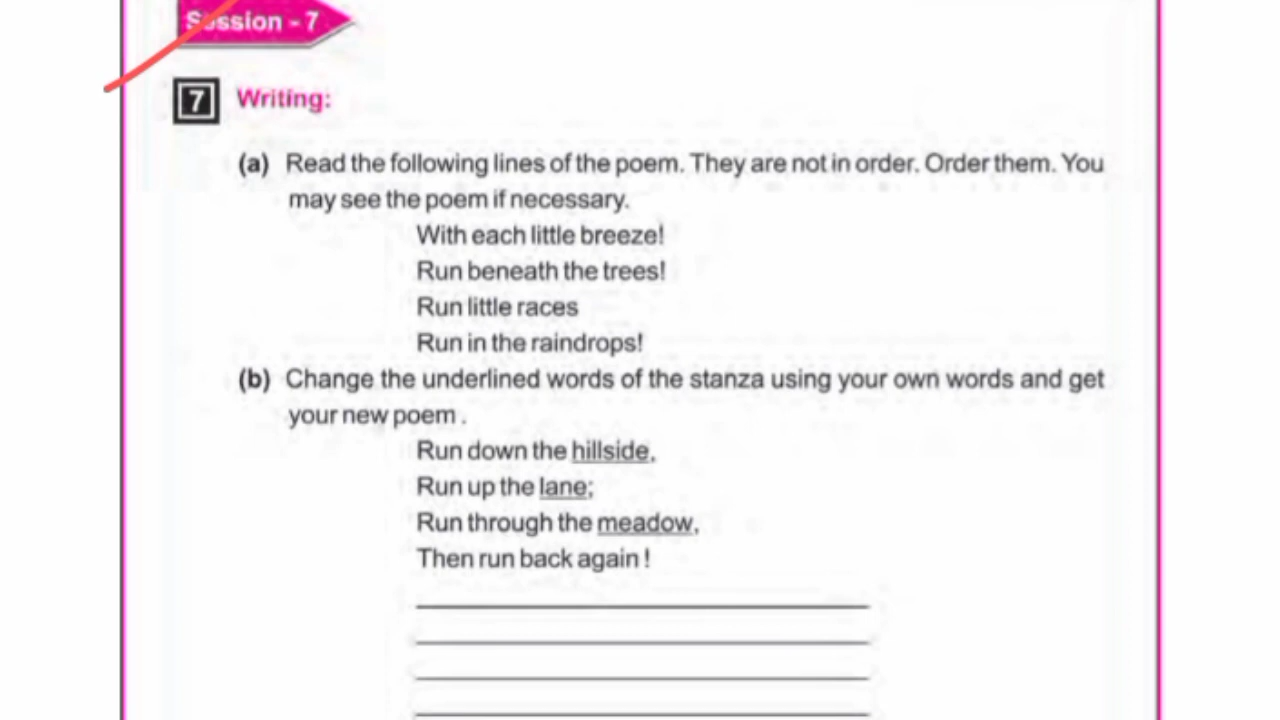 Session - 7
7 Writing:
(a) Read the following lines of the poem. They are not in order. Order them. You
may see the poem if necessary.
With each little breeze!
Run beneath the trees!
Run little races
Run in the raindrops!
(b) Change the underlined words of the stanza using your own words and get
your new poem .
Run down the hillside,
Run up the lane;
Run through the meadow,
Then run back again !